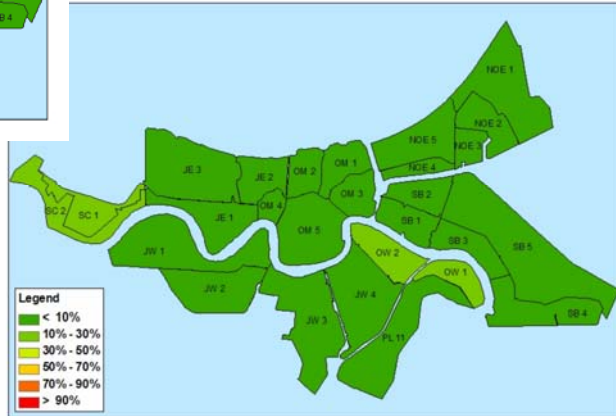 B 4
NOE 1
NOE 2
NOE 5
NOE 3
NOE 4
JE 3
JE 2
OM 2
OM 1
OM 3
OM 4
SB 2
SC 2
SC 1
JE 1
OM 5
SB 1
SB 3
SB 5
JW 1
OW 2
OW 1
JW 2
JW 3
JW 4
PL 11
SB 4
Legend
< 10%
10% - 30%
30% - 50%
50% - 70%
70% - 90%
> 90%